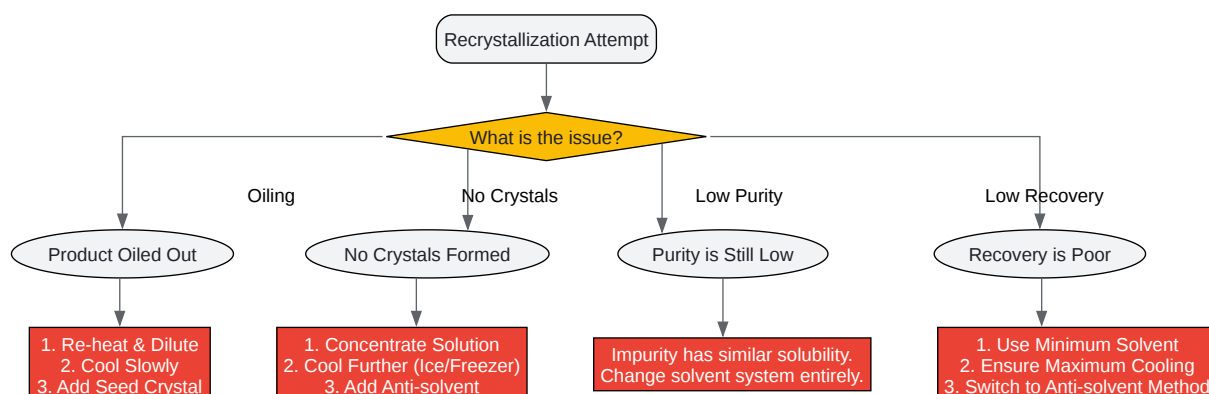 Recrystallization Attempt
What is the issue?
Oiling
No Crystals
Low Purity
Low Recovery
Product Oiled Out
No Crystals Formed
Purity is Still Low
Recovery is Poor
1. Re-heat & Dilute
2. Cool Slowly
3. Add Seed Crystal
1. Concentrate Solution
2. Cool Further (Ice/Freezer)
3. Add Anti-solvent
Impurity has similar solubility.
Change solvent system entirely.
1. Use Minimum Solvent
2. Ensure Maximum Cooling
3. Switch to Anti-solvent Method